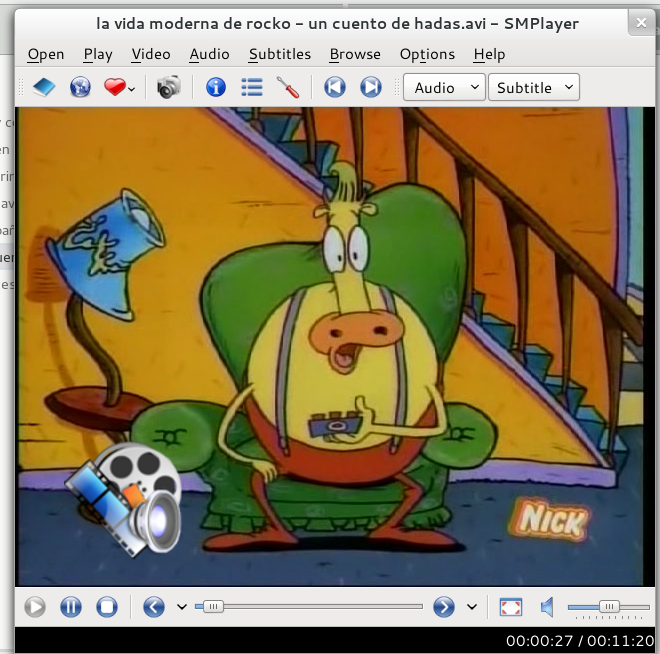 la vida moderna de rocko - un cuento de hadas.avi - SMPlayer
Open Play Video Audio Subtitles Browse Options Help
Audio Subtitle
NICK
00:00:27 / 00:11:20